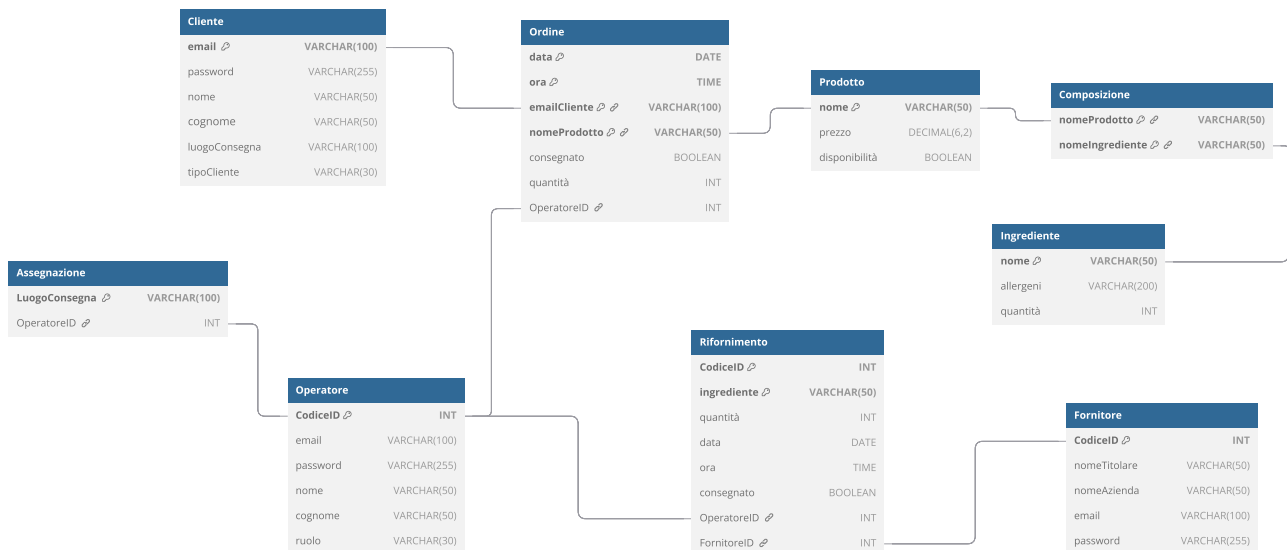 Cliente
email VARCHAR(100)
password VARCHAR(255)
nome VARCHAR(50)
cognome VARCHAR(50)
luogoConsegna VARCHAR(100)
tipoCliente VARCHAR(30)
Ordine
data DATE
ora TIME
emailCliente VARCHAR(100)
nomeProdotto VARCHAR(50)
consegnato BOOLEAN
quantità INT
OperatoreID INT
Prodotto
nome VARCHAR(50)
prezzo DECIMAL(6,2)
disponibilità BOOLEAN
Composizione
nomeProdotto VARCHAR(50)
nomeIngrediente VARCHAR(50)
Ingrediente
nome VARCHAR(50)
allergeni VARCHAR(200)
quantità INT
Assegnazione
LuogoConsegna VARCHAR(100)
OperatoreID INT
Operatore
CodiceID INT
email VARCHAR(100)
password VARCHAR(255)
nome VARCHAR(50)
cognome VARCHAR(50)
ruolo VARCHAR(30)
Rifornimento
CodiceID INT
ingrediente VARCHAR(50)
quantità INT
data DATE
ora TIME
consegnato BOOLEAN
OperatoreID INT
FornitoreID INT
Fornitore
CodiceID INT
nomeTitolare VARCHAR(50)
nomeAzienda VARCHAR(50)
email VARCHAR(100)
password VARCHAR(255)